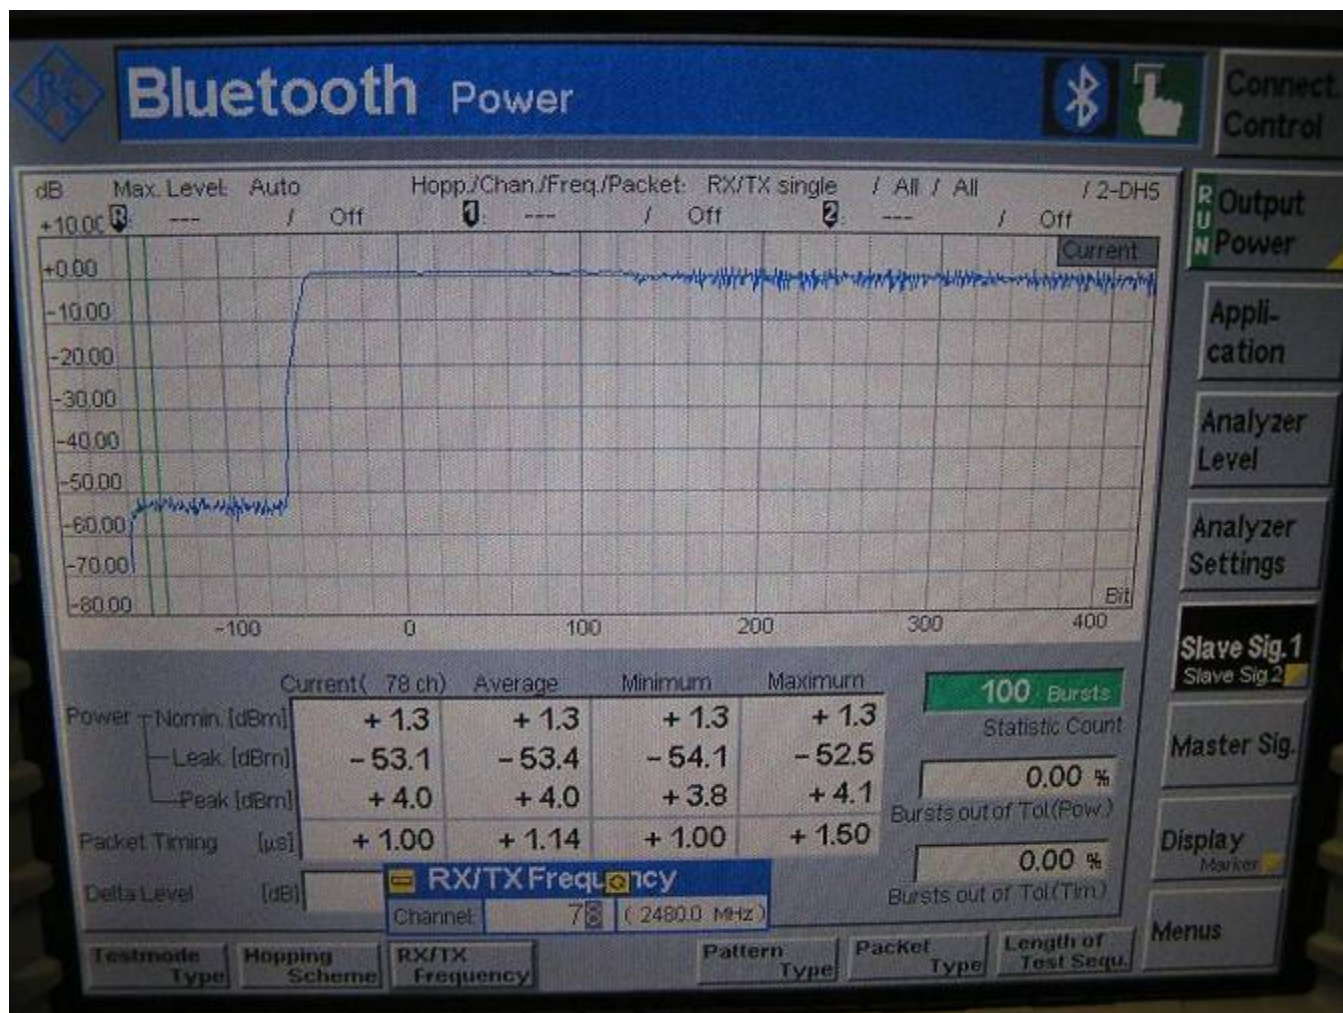 R&S
Bluetooth Power
Connect.
Control
dB Max. Level: Auto Hopp./Chan./Freq./Packet: RX/TX single / All / All / 2-DH5
+10.00 R: --- / Off 1: --- / Off 2: --- / Off
Current
+0.00
-10.00
-20.00
-30.00
-40.00
-50.00
-60.00
-70.00
-80.00
Bit
-100 0 100 200 300 400
RUN
Output
Power
Appli-
cation
Analyzer
Level
Analyzer
Settings
Slave Sig.1
Slave Sig.2
Master Sig.
Display
Marker
Menus
Current( 78 ch) Average Minimum Maximum
Power Nomin. [dBm] + 1.3 + 1.3 + 1.3 + 1.3
Leak. [dBm] - 53.1 - 53.4 - 54.1 - 52.5
Peak [dBm] + 4.0 + 4.0 + 3.8 + 4.1
Packet Timing [µs] + 1.00 + 1.14 + 1.00 + 1.50
Delta Level [dB]
100 Bursts
Statistic Count
0.00 %
Bursts out of Tol.(Pow.)
0.00 %
Bursts out of Tol.(Tim.)
RX/TX Frequency
Channel: 78 ( 2480.0 MHz )
Testmode
Type
Hopping
Scheme
RX/TX
Frequency
Pattern
Type
Packet
Type
Length of
Test Sequ.